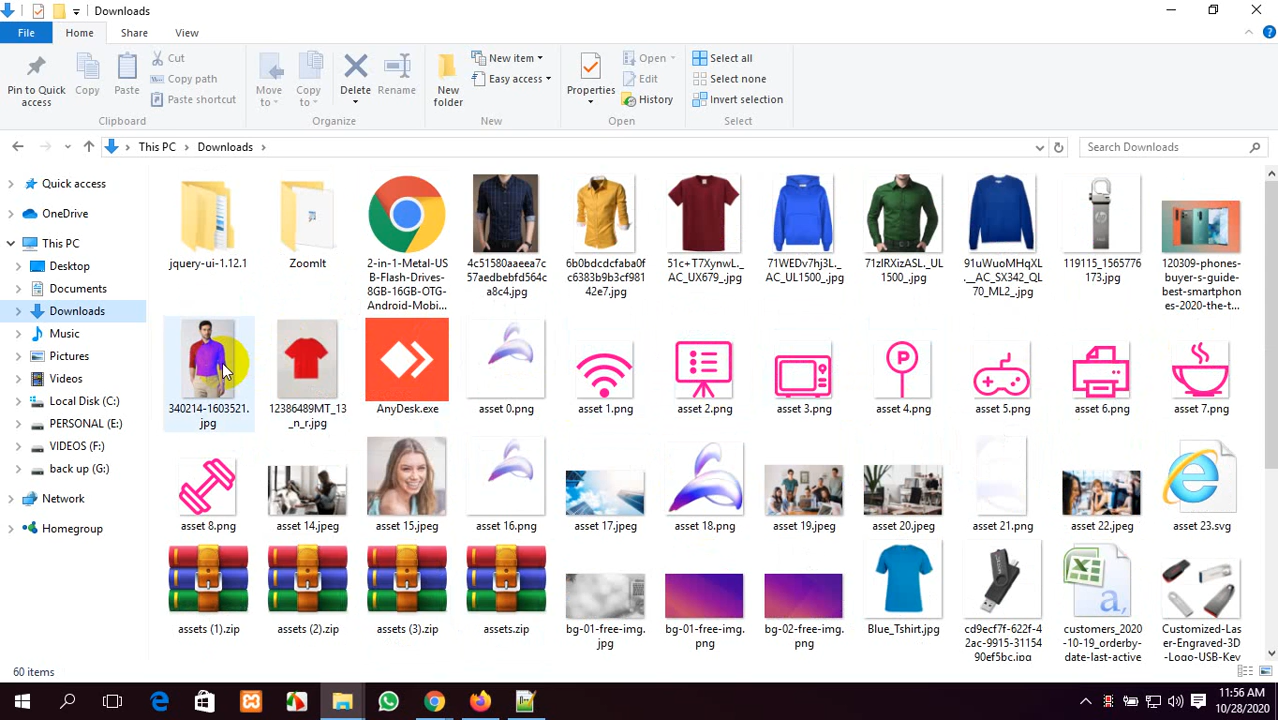 Downloads
File
Home
Share
View
Pin to Quick
access
Copy
Paste
Cut
Copy path
Paste shortcut
Clipboard
Move
to
Copy
to
Delete
Rename
Organize
New
folder
New item
Easy access
New
Properties
Open
Edit
History
Open
Select all
Select none
Invert selection
Select
This PC
Downloads
Search Downloads
Quick access
OneDrive
This PC
Desktop
Documents
Downloads
Music
Pictures
Videos
Local Disk (C:)
PERSONAL (E:)
VIDEOS (F:)
back up (G:)
Network
Homegroup
jquery-ui-1.12.1
ZoomIt
2-in-1-Metal-US
B-Flash-Drives-
8GB-16GB-OTG-
Android-Mobi...
4c51580aaeea7c
57aedbebfd564c
a8c4.jpg
6b0bdcdcfaba0f
c6383b9b3cf981
42e7.jpg
51c+T7XynwL._
AC_UX679_.jpg
71WEDv7hj3L._
AC_UL1500_.jpg
71zlRXizASL._UL
1500_.jpg
91uWuoMHqXL
._AC_SX342_QL
70_ML2_.jpg
119115_1565776
173.jpg
120309-phones-
buyer-s-guide-
best-smartphon
es-2020-the-t...
340214-1603521.
jpg
12386489MT_13
_n_r.jpg
AnyDesk.exe
asset 0.png
asset 1.png
asset 2.png
asset 3.png
asset 4.png
asset 5.png
asset 6.png
asset 7.png
asset 8.png
asset 14.jpeg
asset 15.jpeg
asset 16.png
asset 17.jpeg
asset 18.png
asset 19.jpeg
asset 20.jpeg
asset 21.png
asset 22.jpeg
asset 23.svg
assets (1).zip
assets (2).zip
assets (3).zip
assets.zip
bg-01-free-img.
jpg
bg-01-free-img.
png
bg-02-free-img.
png
Blue_Tshirt.jpg
cd9ecf7f-622f-4
2ac-9915-31154
90ef5bc.jpg
customers_2020
-10-19_orderby-
date-last-active
Customized-Las
er-Engraved-3D
-Logo-USB-Key
60 items
11:56 AM
10/28/2020